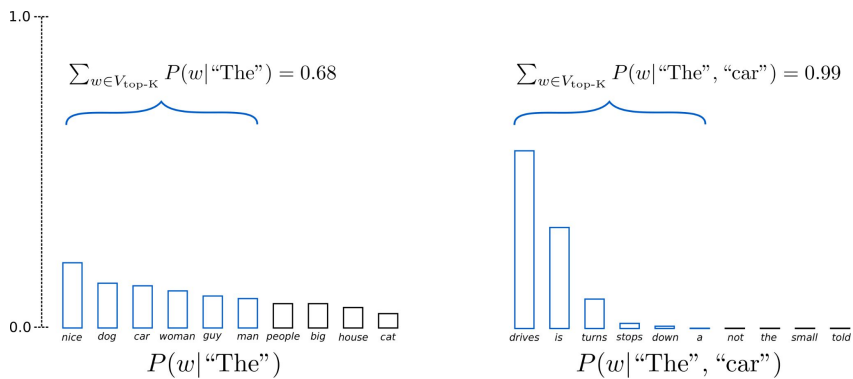 1.0
∑w∈Vtop-K P(w|“The”) = 0.68
∑w∈Vtop-K P(w|“The”, “car”) = 0.99
0.0
nice dog car woman guy man people big house cat
drives is turns stops down a not the small told
P(w|“The”)
P(w|“The”, “car”)